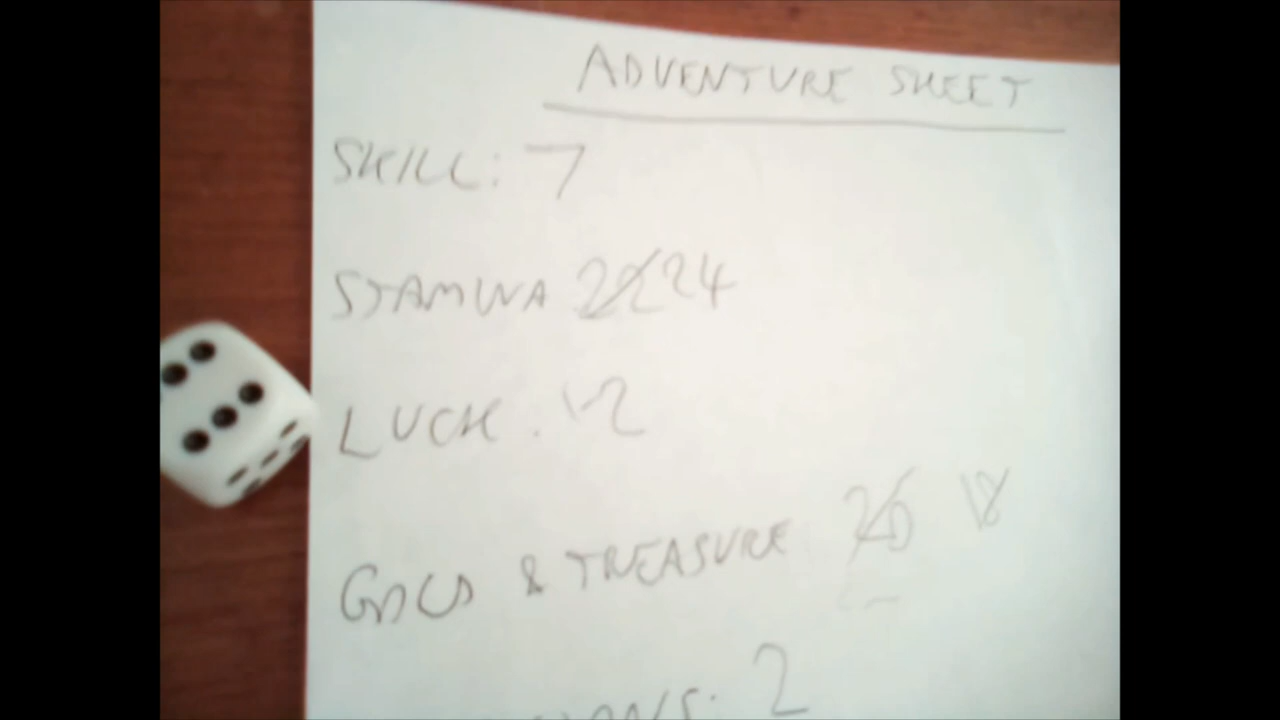 ADVENTURE SHEET
SKILL: 7
STAMINA 22 24
LUCK: 12
GOLD & TREASURE 20 18
2